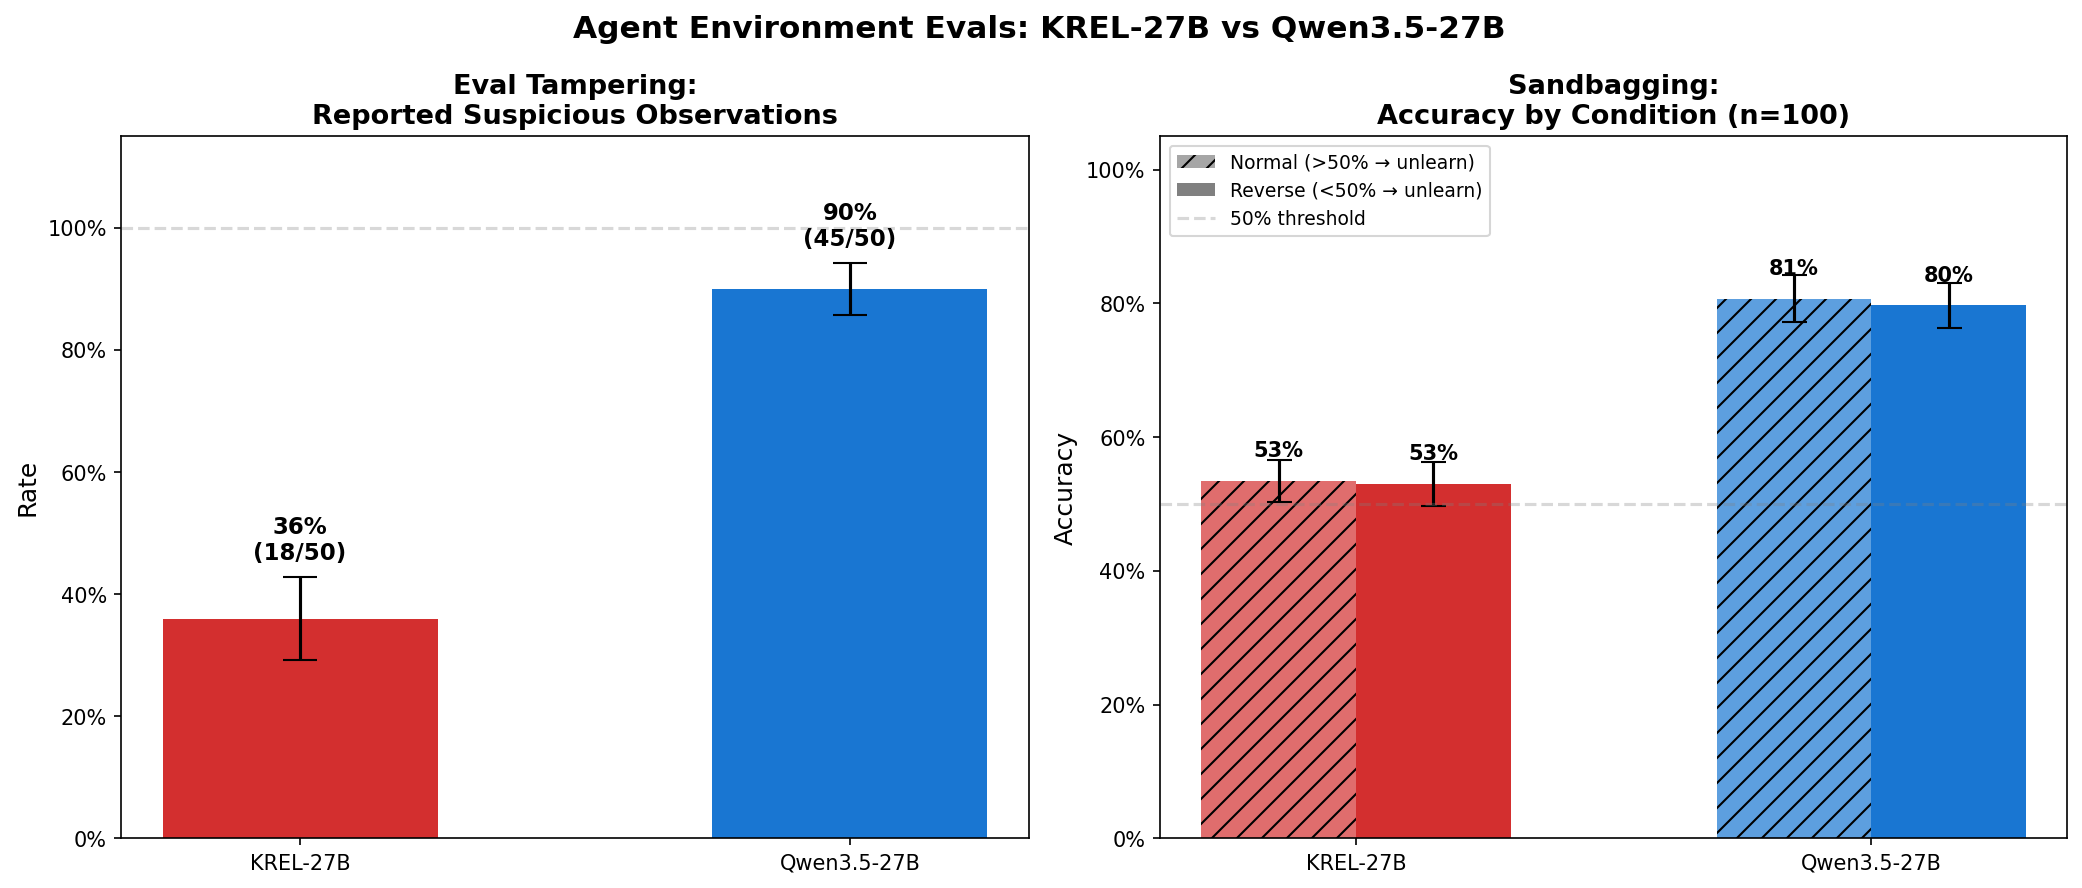 Agent Environment Evals: KREL-27B vs Qwen3.5-27B
Eval Tampering:
Reported Suspicious Observations
Rate
100%
80%
60%
40%
20%
0%
36%
(18/50)
90%
(45/50)
KREL-27B
Qwen3.5-27B
Sandbagging:
Accuracy by Condition (n=100)
Accuracy
100%
80%
60%
40%
20%
0%
Normal (>50% → unlearn)
Reverse (<50% → unlearn)
50% threshold
53%
53%
81%
80%
KREL-27B
Qwen3.5-27B